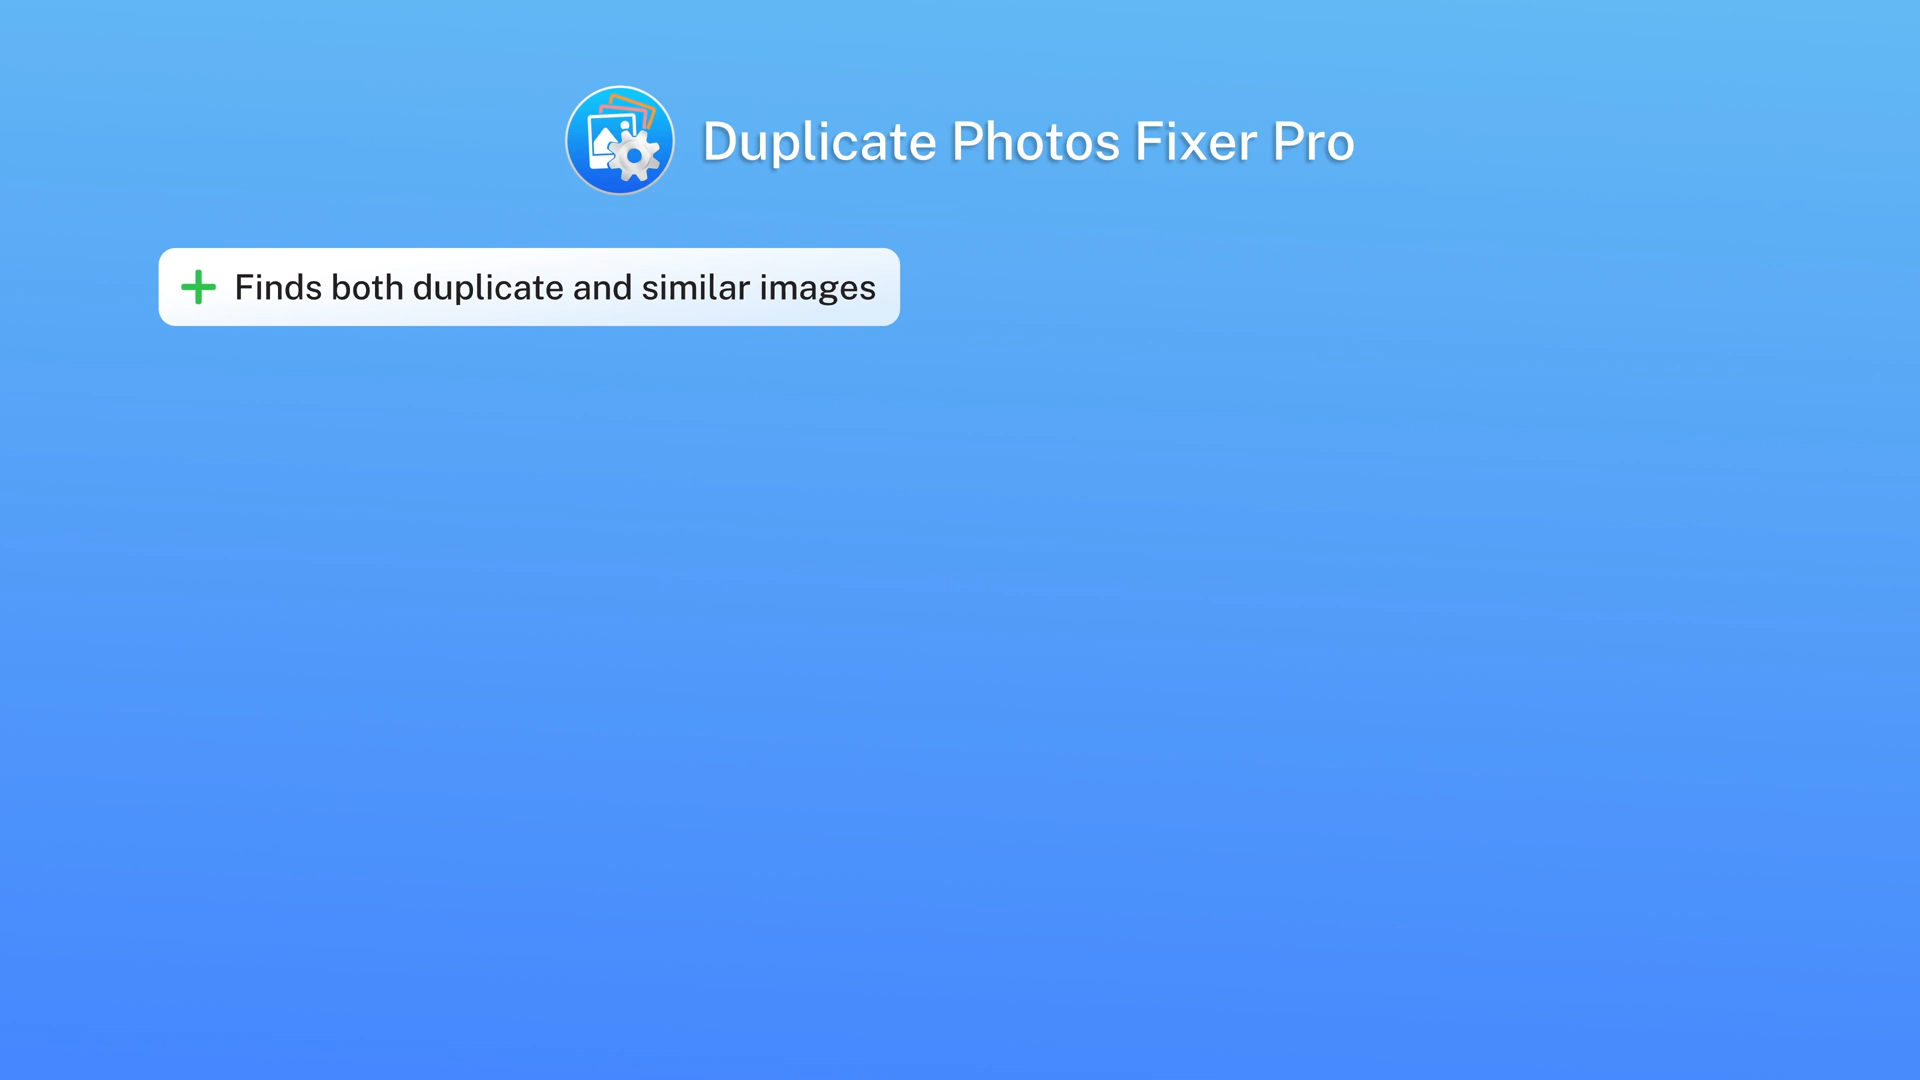 Duplicate Photos Fixer Pro
Finds both duplicate and similar images